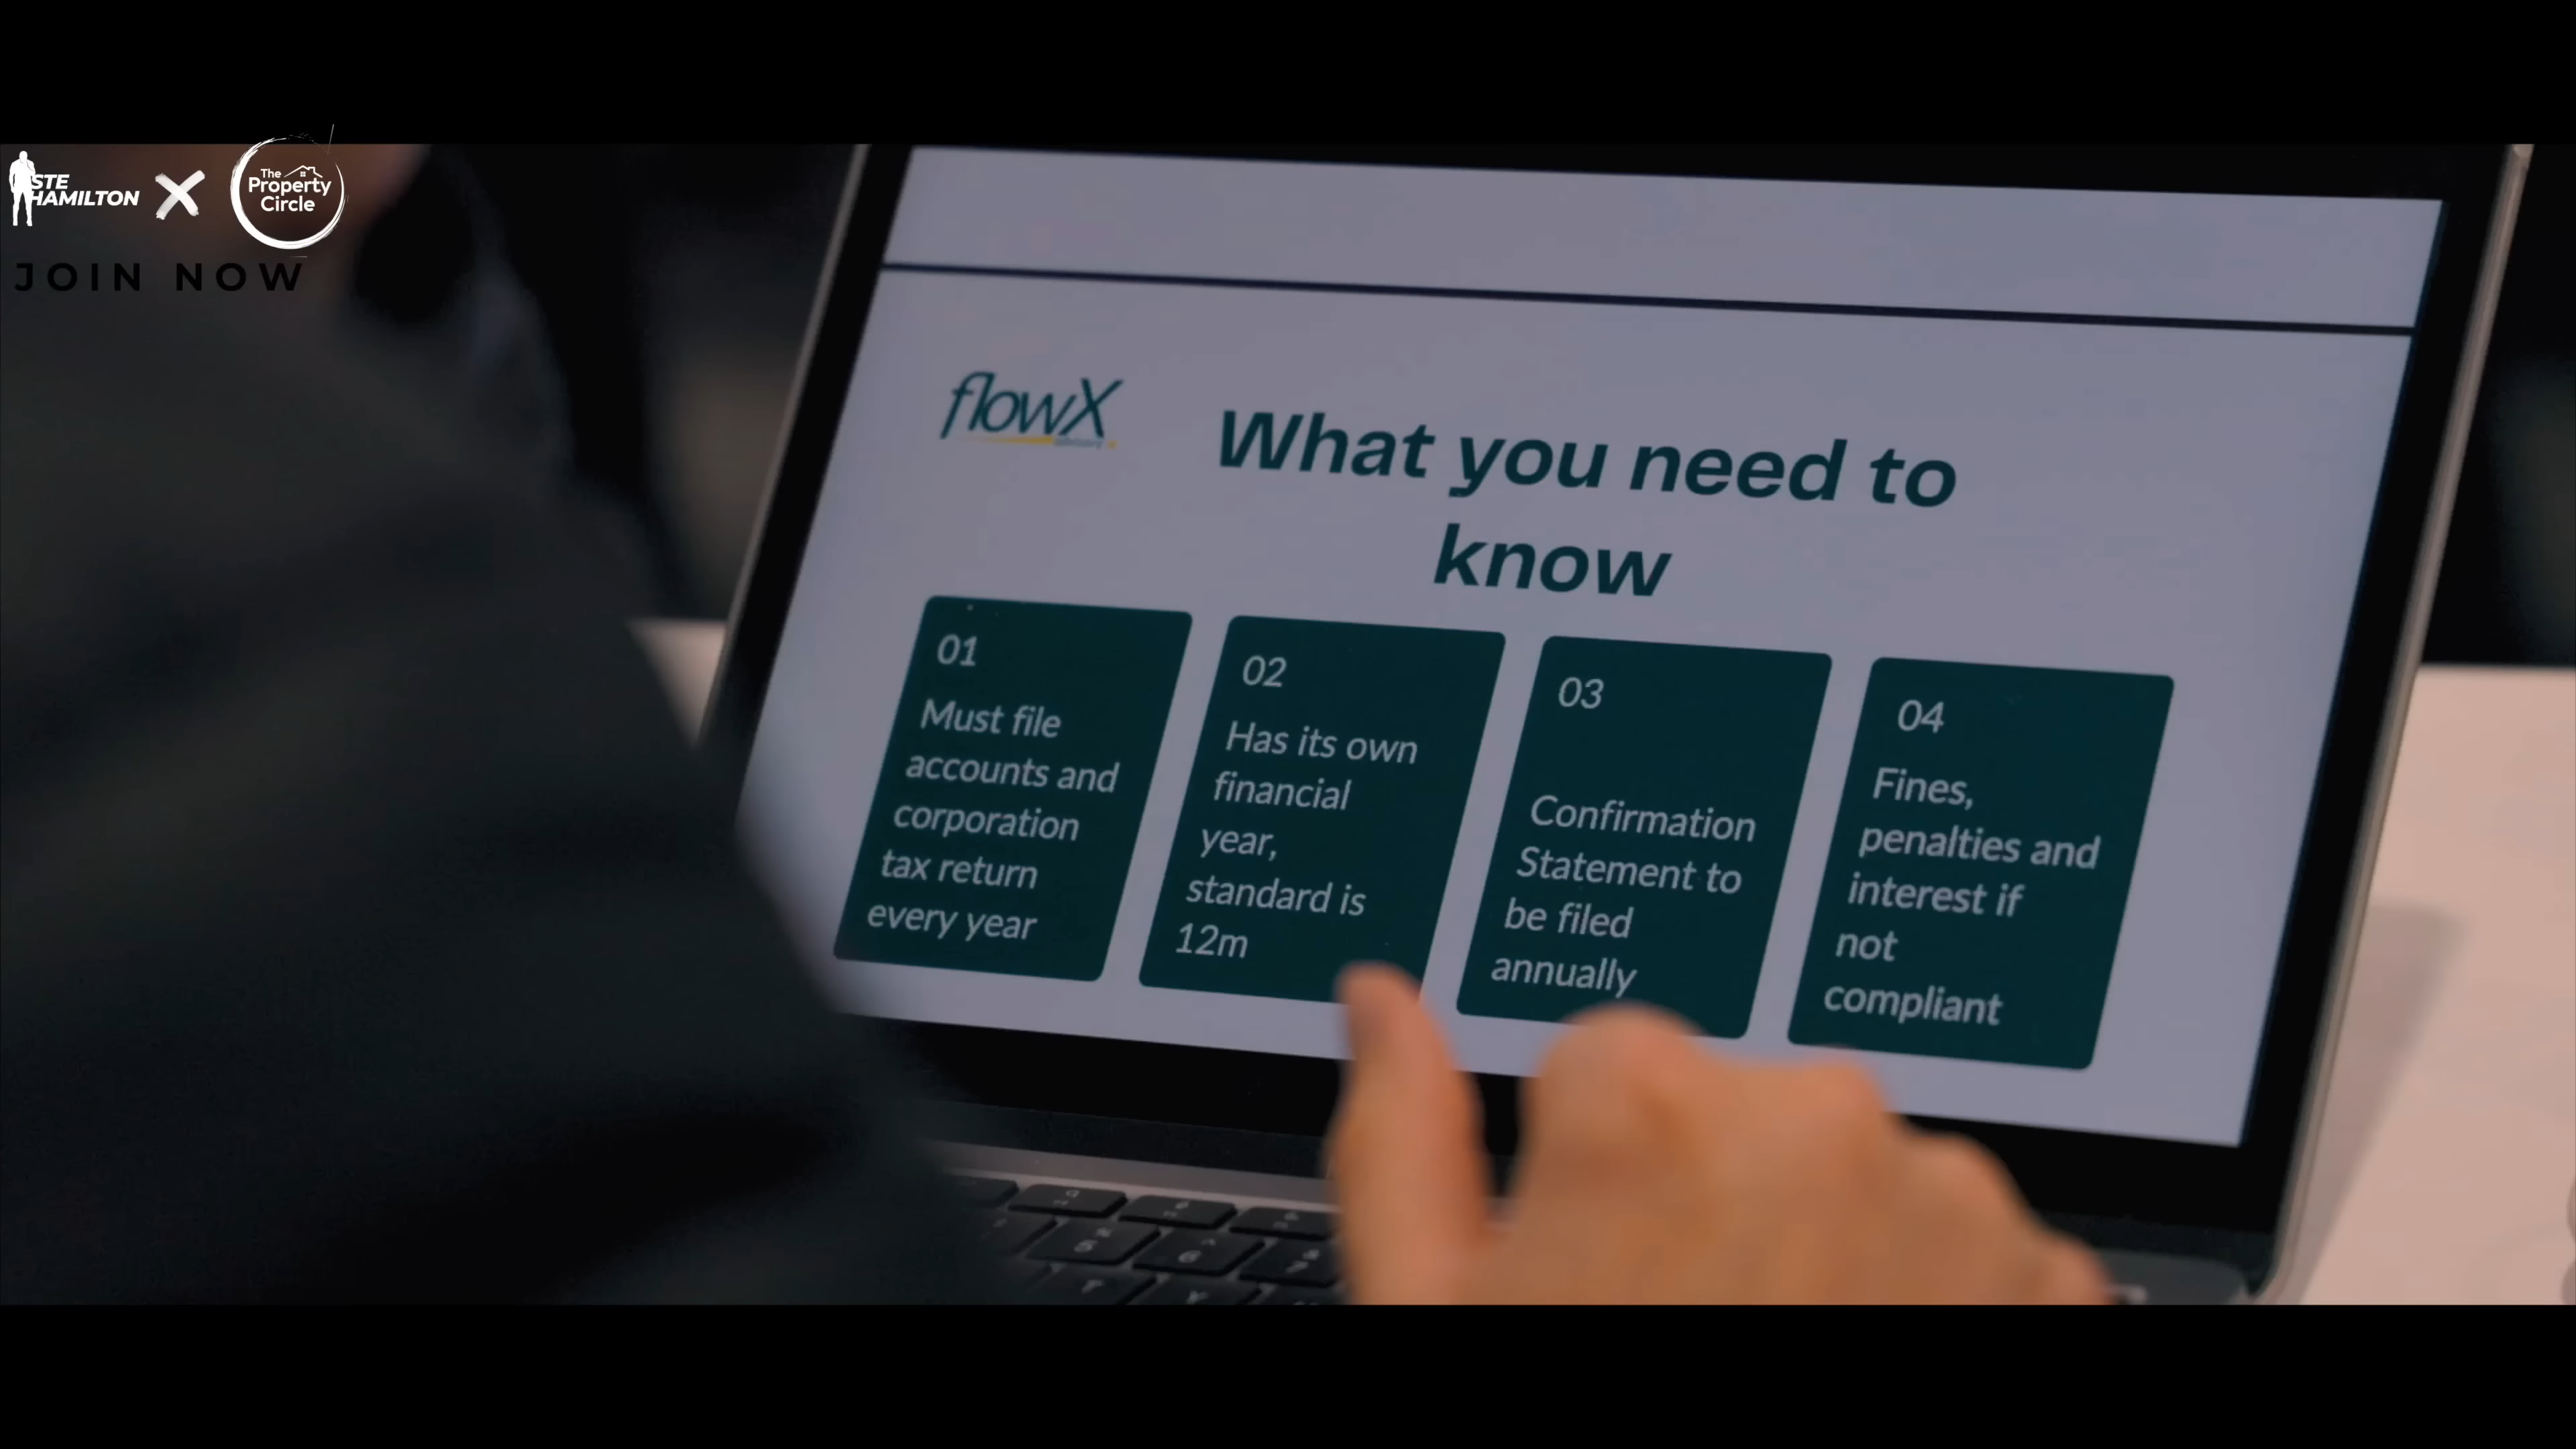 STE
HAMILTON
X
The
Property
Circle
JOIN NOW
flowX
What you need to
know
01
Must file
accounts and
corporation
tax return
every year
02
Has its own
financial
year,
standard is
12m
03
Confirmation
Statement to
be filed
annually
04
Fines,
penalties and
interest if
not
compliant